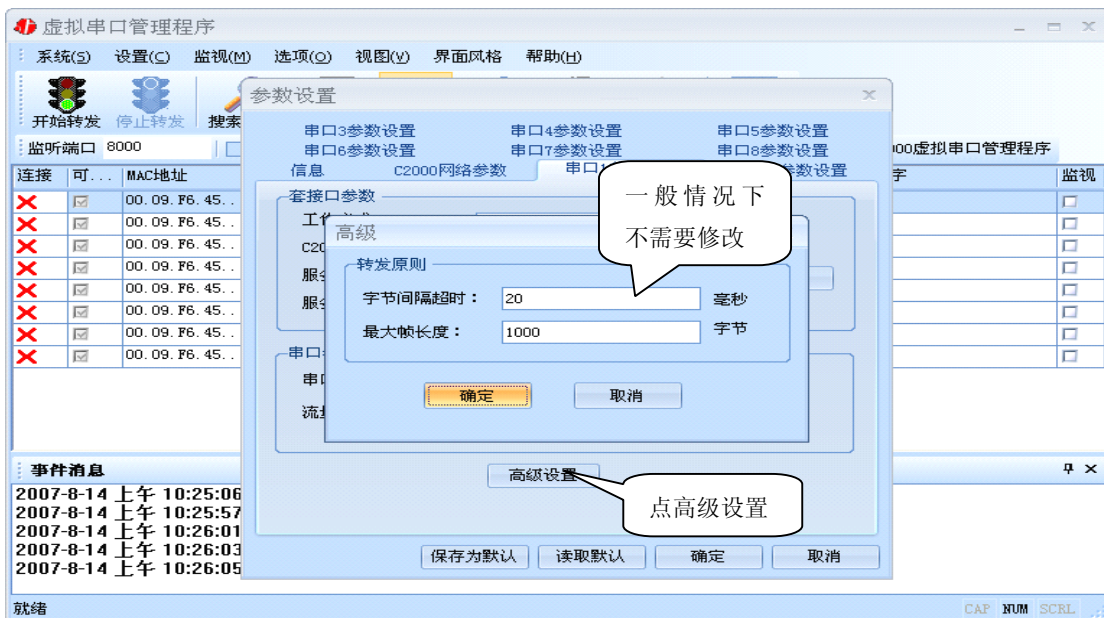 虚拟串口管理程序
系统(S) 设置(C) 监视(M) 选项(O) 视图(V) 界面风格 帮助(H)
开始转发 停止转发 搜索
监听端口 8000
000虚拟串口管理程序
连接 可... MAC地址 字 监视
00.09.F6.45..
00.09.F6.45..
00.09.F6.45..
00.09.F6.45..
00.09.F6.45..
00.09.F6.45..
00.09.F6.45..
00.09.F6.45..
参数设置
串口3参数设置 串口4参数设置 串口5参数设置
串口6参数设置 串口7参数设置 串口8参数设置
信息 C2000网络参数 串口1 参数设置
套接口参数
高级
转发原则
字节间隔超时： 20 毫秒
最大帧长度： 1000 字节
确定 取消
一般情况下
不需要修改
高级设置
点高级设置
保存为默认 读取默认 确定 取消
事件消息
2007-8-14 上午 10:25:06
2007-8-14 上午 10:25:57
2007-8-14 上午 10:26:01
2007-8-14 上午 10:26:03
2007-8-14 上午 10:26:05
就绪 CAP NUM SCRL